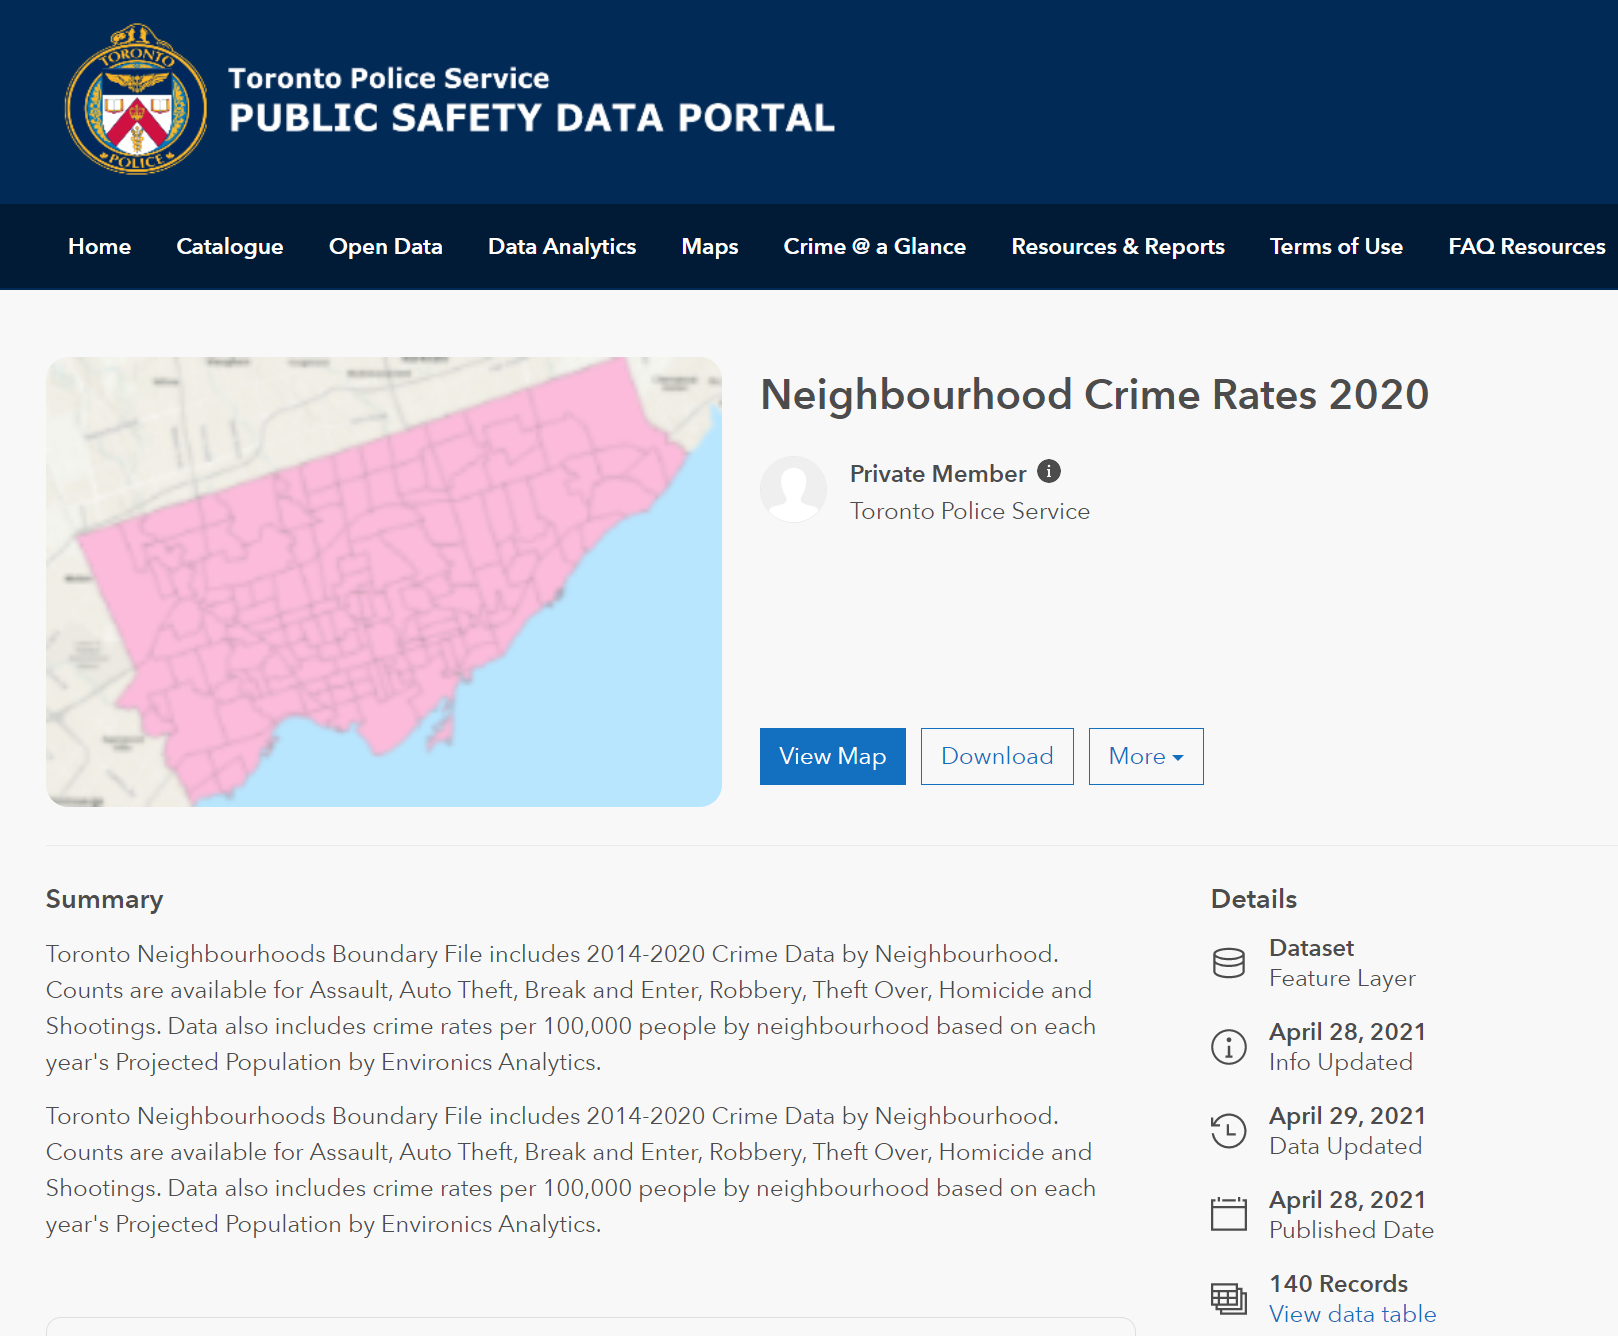 TORONTO
POLICE
Toronto Police Service
PUBLIC SAFETY DATA PORTAL
Home Catalogue Open Data Data Analytics Maps Crime @ a Glance Resources & Reports Terms of Use FAQ Resources
Neighbourhood Crime Rates 2020
Private Member
Toronto Police Service
View Map Download More
Summary
Toronto Neighbourhoods Boundary File includes 2014-2020 Crime Data by Neighbourhood.
Counts are available for Assault, Auto Theft, Break and Enter, Robbery, Theft Over, Homicide and
Shootings. Data also includes crime rates per 100,000 people by neighbourhood based on each
year's Projected Population by Environics Analytics.
Toronto Neighbourhoods Boundary File includes 2014-2020 Crime Data by Neighbourhood.
Counts are available for Assault, Auto Theft, Break and Enter, Robbery, Theft Over, Homicide and
Shootings. Data also includes crime rates per 100,000 people by neighbourhood based on each
year's Projected Population by Environics Analytics.
Details
Dataset
Feature Layer
April 28, 2021
Info Updated
April 29, 2021
Data Updated
April 28, 2021
Published Date
140 Records
View data table